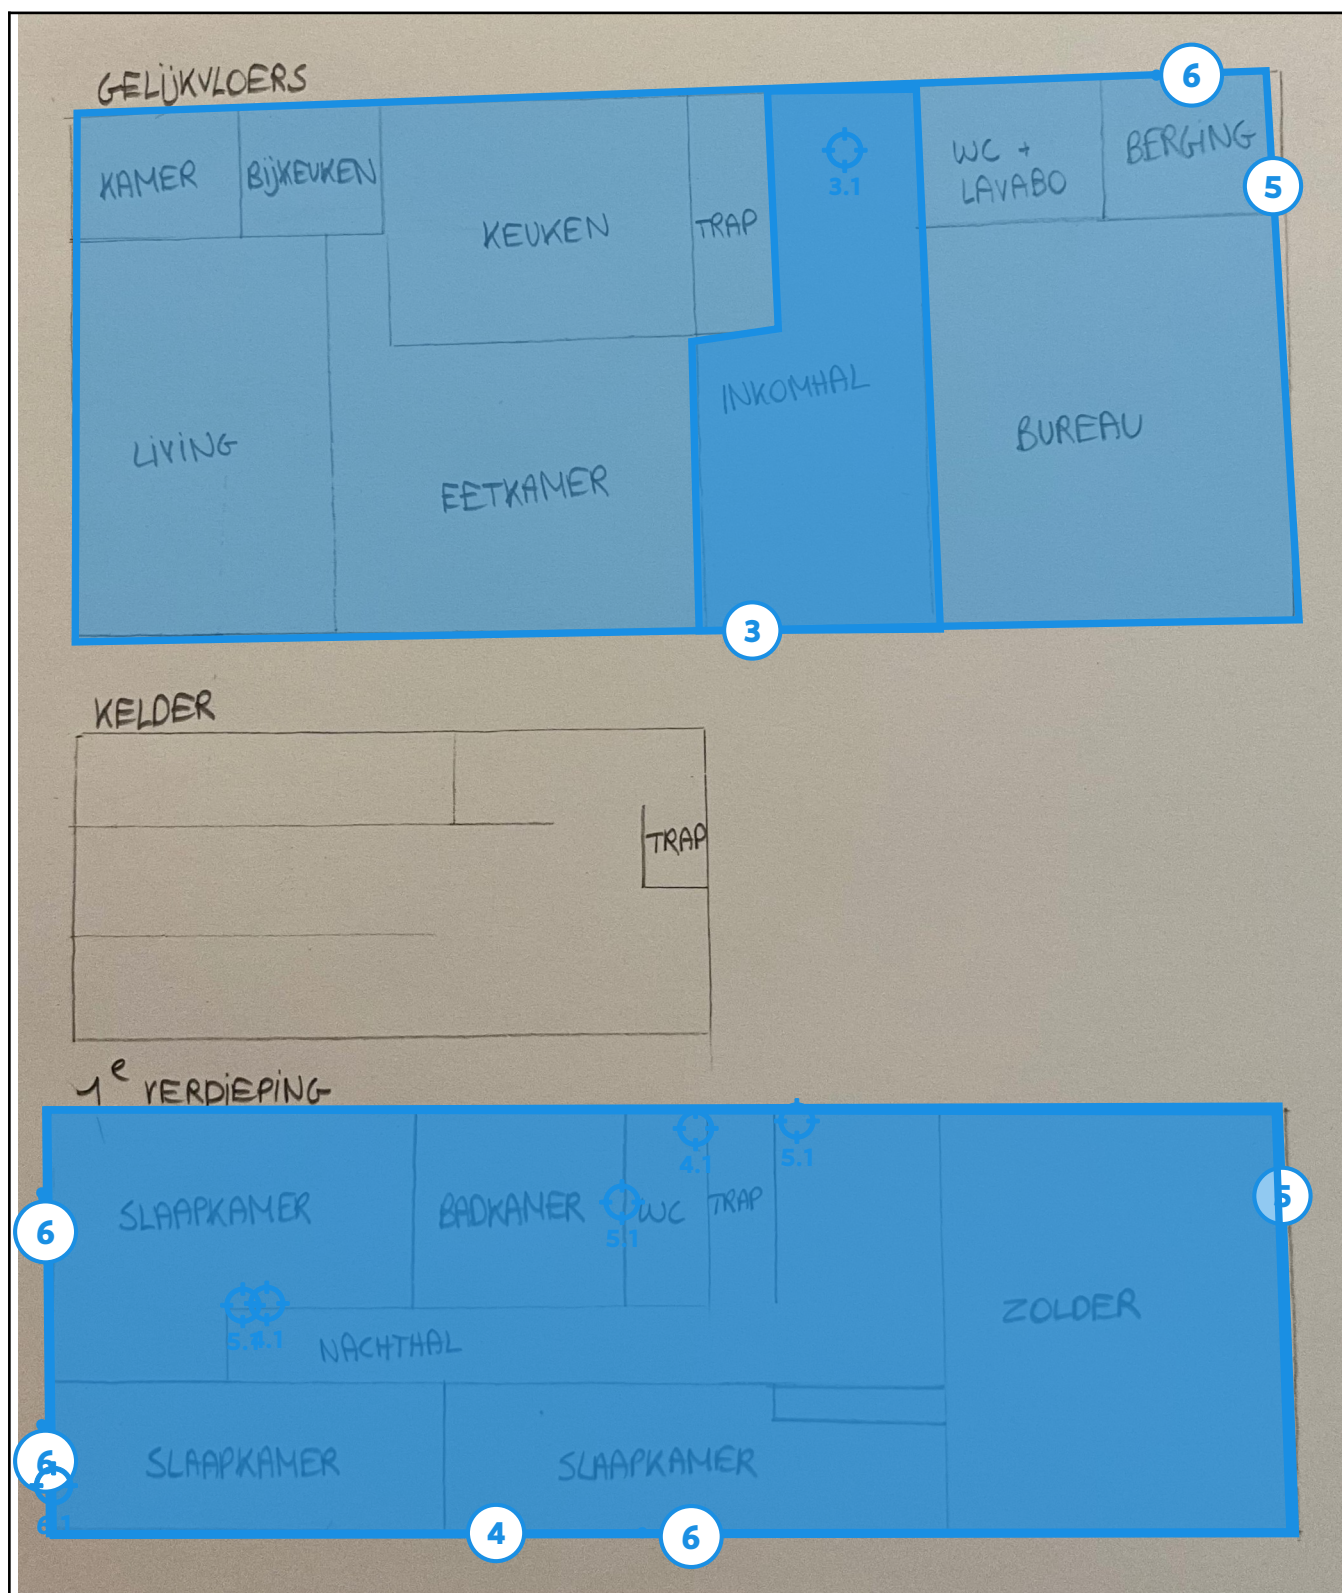 GELIJKVLOERS
6
KAMER
BIJKEUKEN
KEUKEN
TRAP
3.1
WC +
LAVABO
BERGING
5
LIVING
EETKAMER
INKOMHAL
BUREAU
3
KELDER
TRAP
1e VERDIEPING
4.1
5.1
5
SLAAPKAMER
BADKAMER
WC
TRAP
6
5.1
ZOLDER
NACHTHAL
SLAAPKAMER
SLAAPKAMER
6
4
6